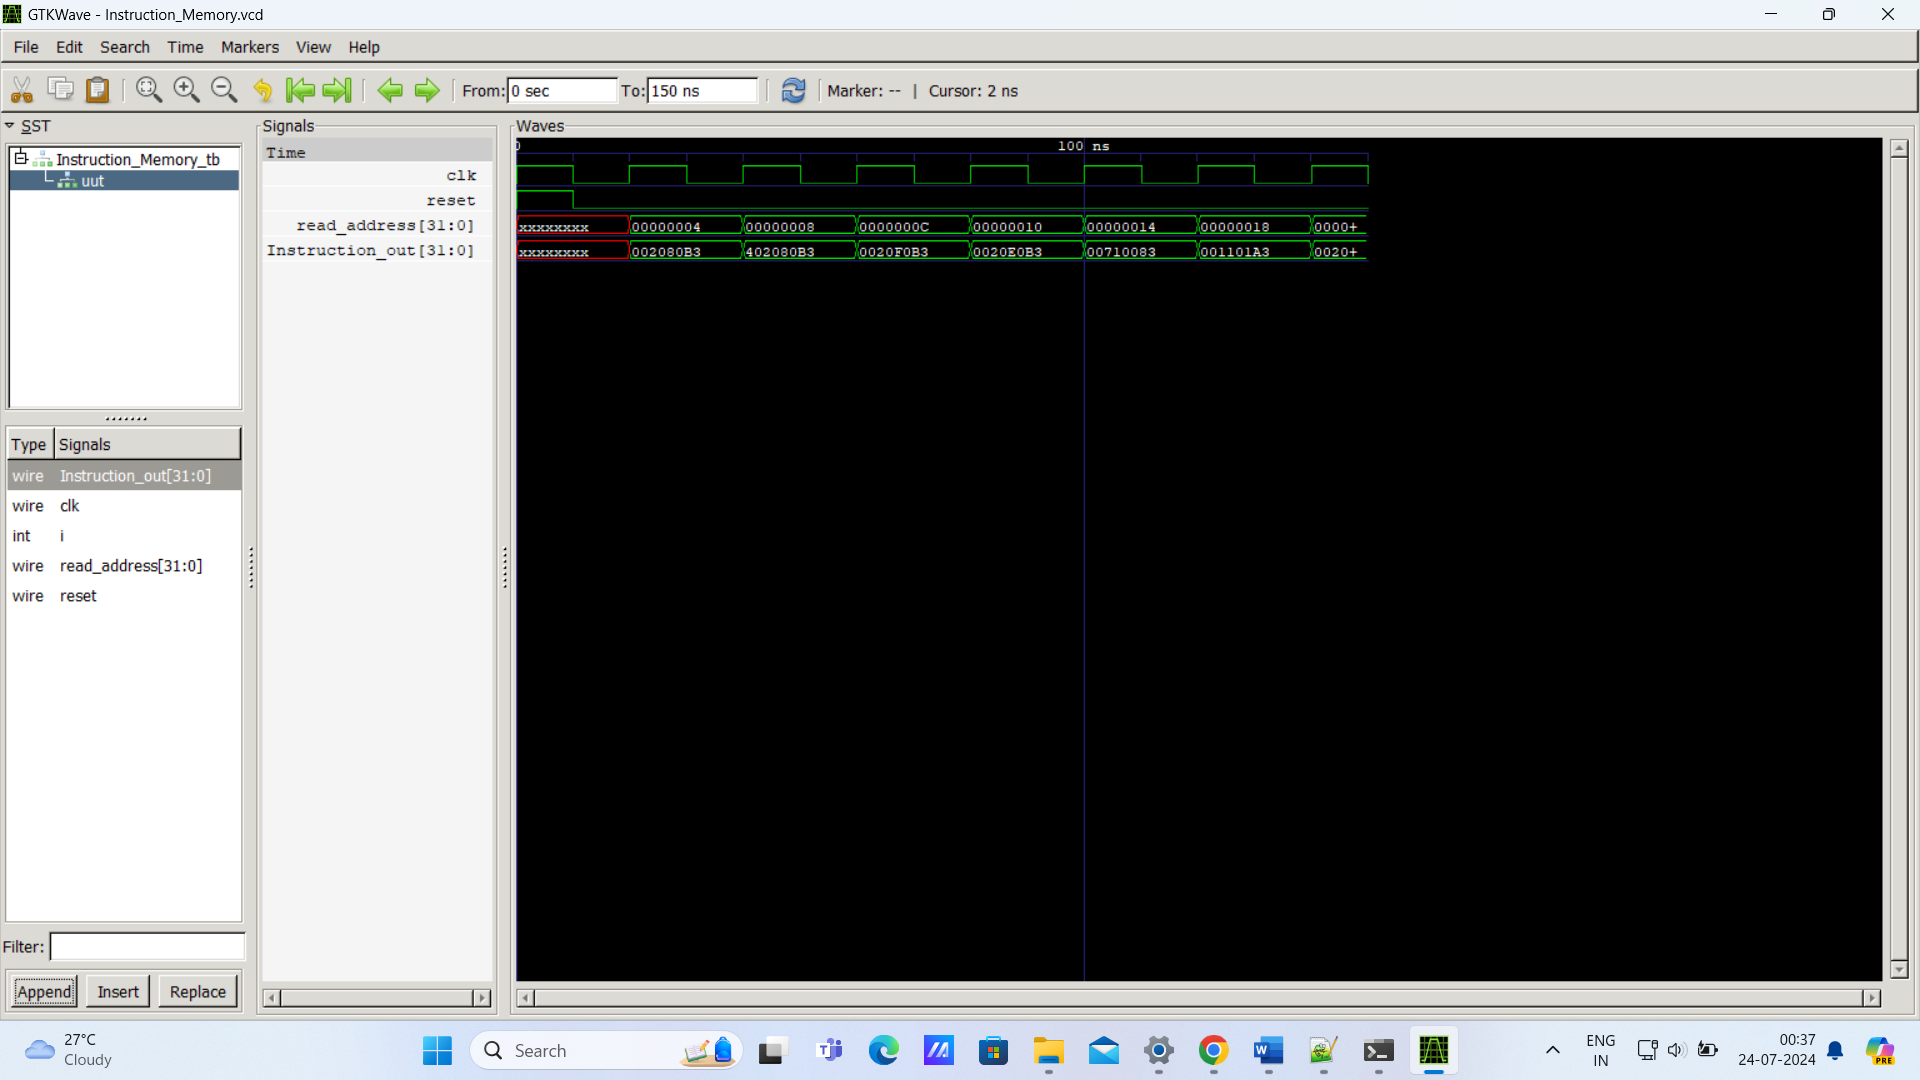 GTKWave - Instruction_Memory.vcd
File Edit Search Time Markers View Help
From: 0 sec To: 150 ns Marker: -- | Cursor: 2 ns
SST
Instruction_Memory_tb
uut
Type Signals
wire Instruction_out[31:0]
wire clk
int i
wire read_address[31:0]
wire reset
Filter:
Append Insert Replace
Signals
Time
clk
reset
read_address[31:0]
Instruction_out[31:0]
Waves
0 100 ns
xxxxxxxx 00000004 00000008 0000000C 00000010 00000014 00000018 0000+
xxxxxxxx 002080B3 402080B3 0020F0B3 0020E0B3 00710083 001101A3 0020+
27°C
Cloudy
Search
PRE
ENG
IN
00:37
24-07-2024